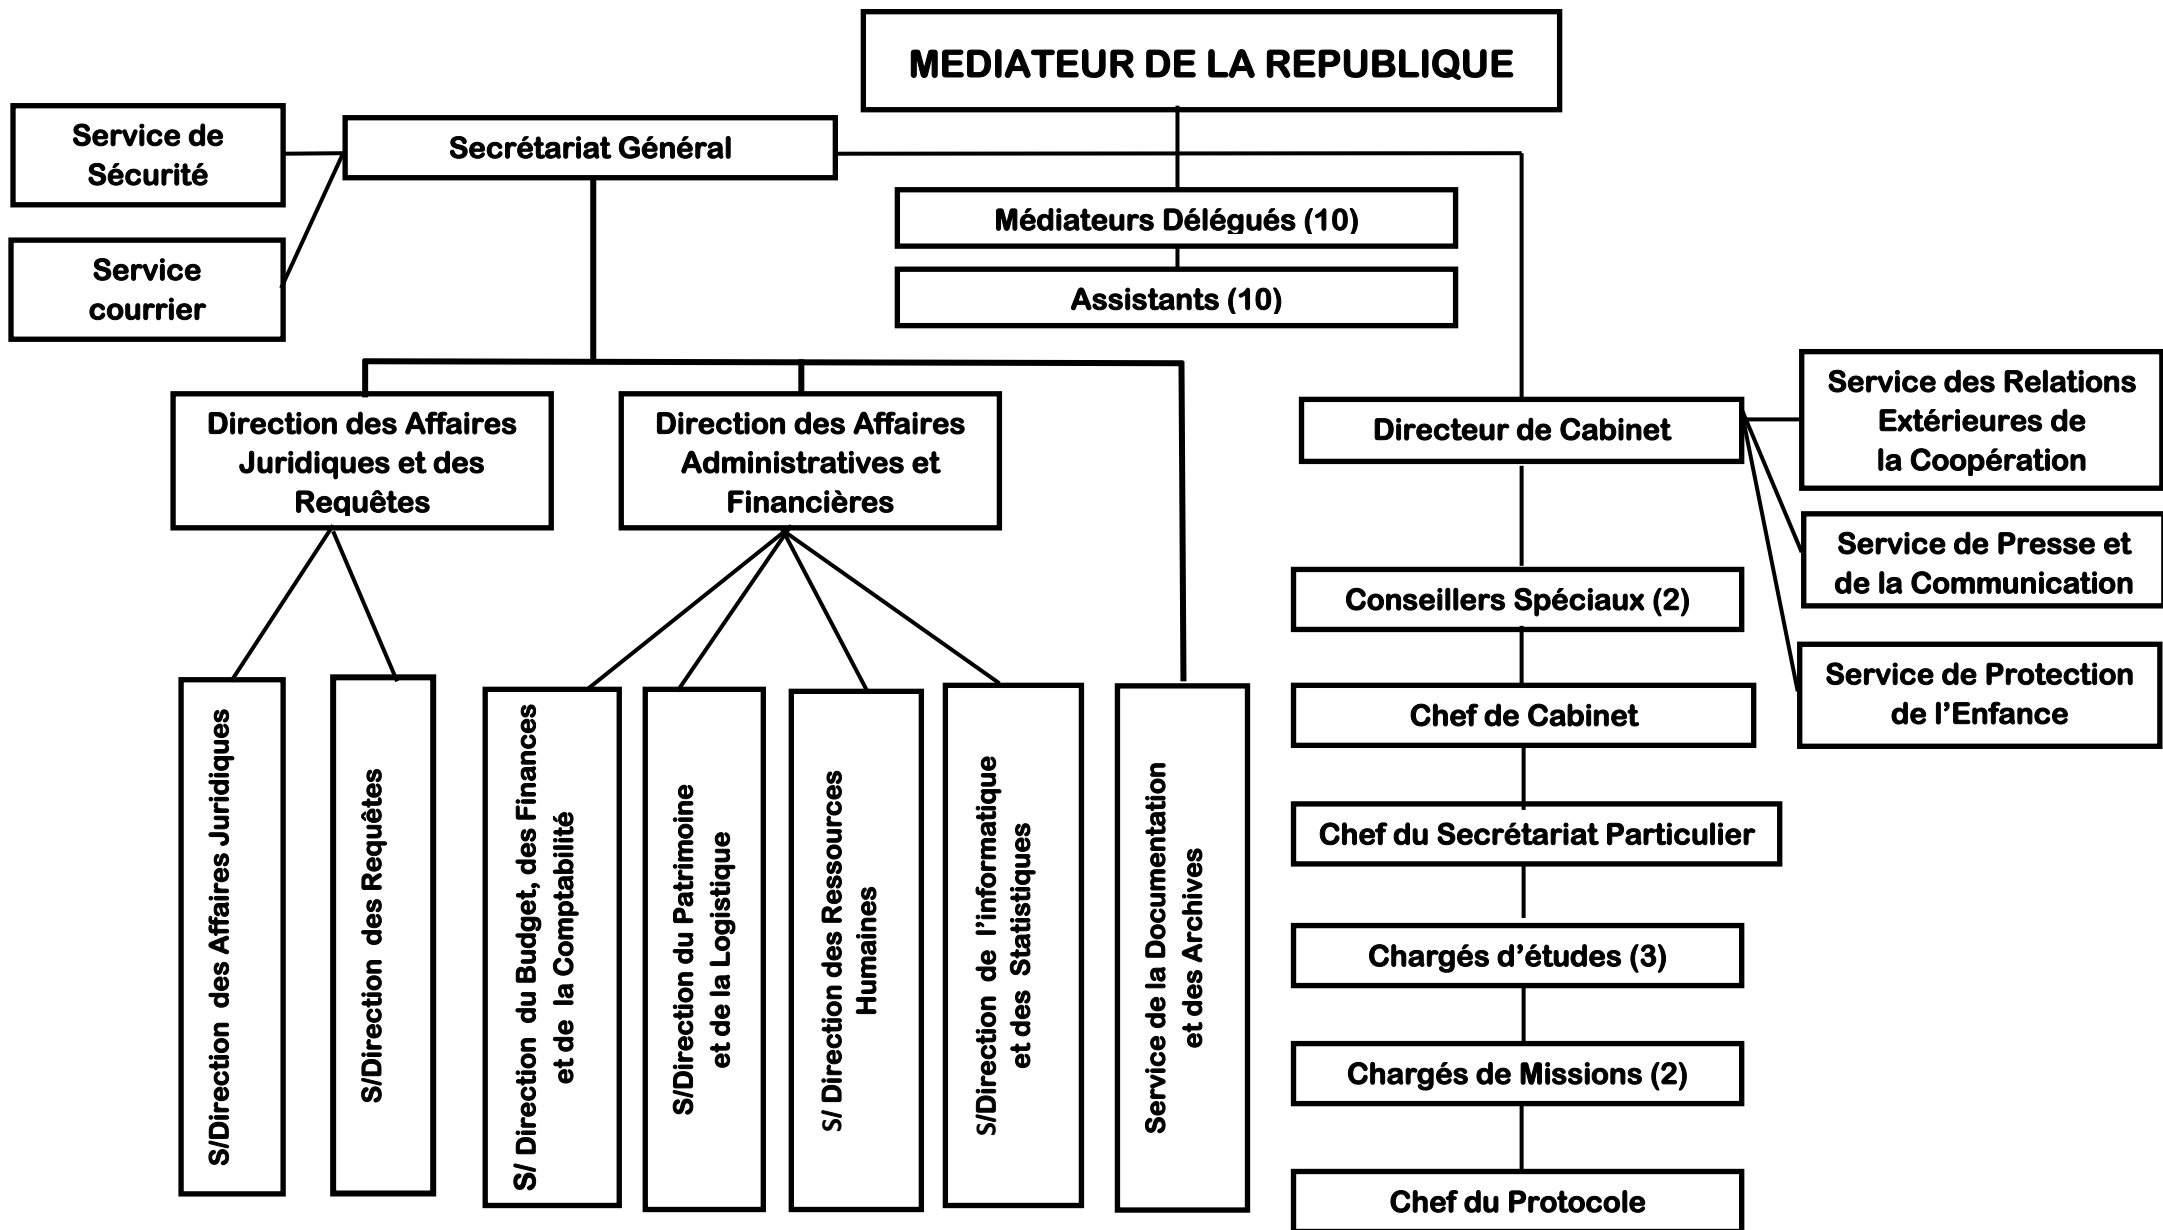 MEDIATEUR DE LA REPUBLIQUE
Service de
Sécurité
Secrétariat Général
Service
courrier
Médiateurs Délégués (10)
Assistants (10)
Direction des Affaires
Juridiques et des
Requêtes
Direction des Affaires
Administratives et
Financières
Directeur de Cabinet
Service des Relations
Extérieures de
la Coopération
Service de Presse et
de la Communication
Service de Protection
de l’Enfance
Conseillers Spéciaux (2)
Chef de Cabinet
Chef du Secrétariat Particulier
Chargés d’études (3)
Chargés de Missions (2)
Chef du Protocole
S/Direction des Affaires Juridiques
S/Direction des Requêtes
S/ Direction du Budget, des Finances
et de la Comptabilité
S/Direction du Patrimoine
et de la Logistique
S/ Direction des Ressources
Humaines
S/Direction de l’informatique
et des Statistiques
Service de la Documentation
et des Archives